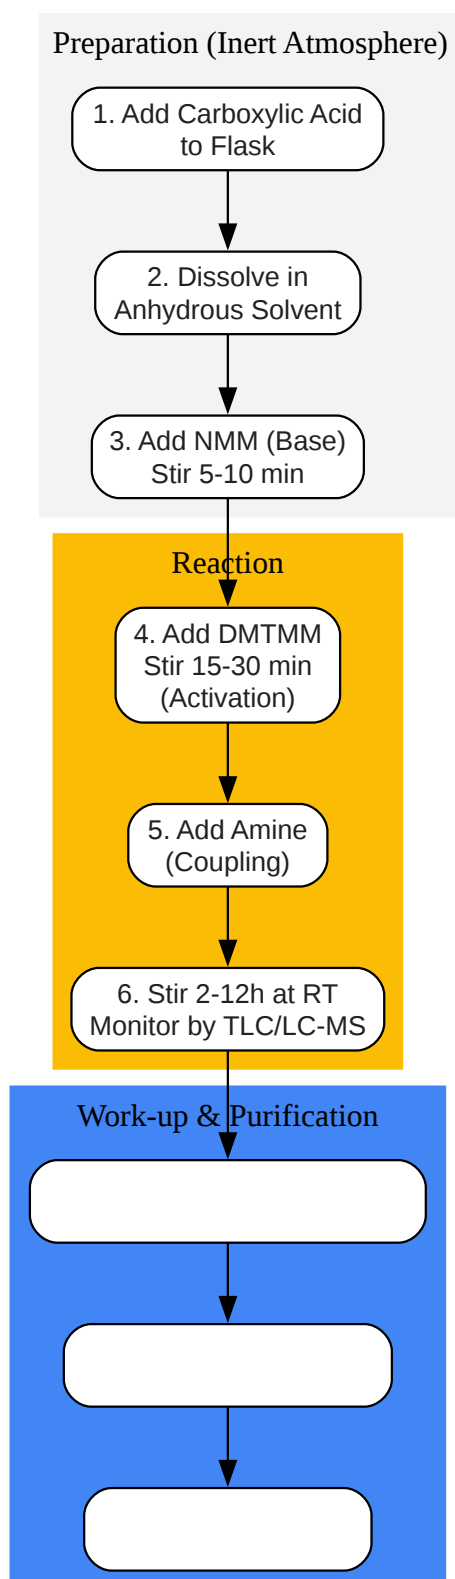 Preparation (Inert Atmosphere)
1. Add Carboxylic Acid
to Flask
2. Dissolve in
Anhydrous Solvent
3. Add NMM (Base)
Stir 5-10 min
Reaction
4. Add DMTMM
Stir 15-30 min
(Activation)
5. Add Amine
(Coupling)
6. Stir 2-12h at RT
Monitor by TLC/LC-MS
Work-up & Purification